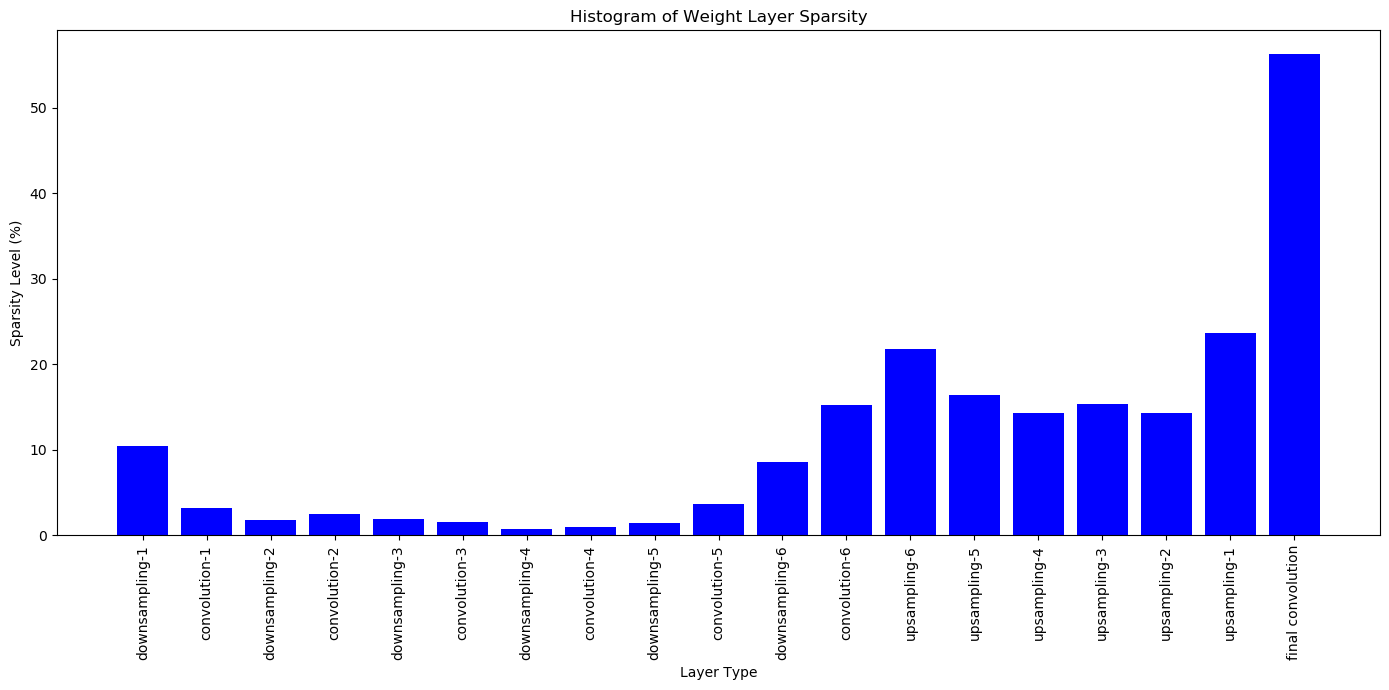 Histogram of Weight Layer Sparsity
Sparsity Level (%)
50
40
30
20
10
0
downsampling-1
convolution-1
downsampling-2
convolution-2
downsampling-3
convolution-3
downsampling-4
convolution-4
downsampling-5
convolution-5
downsampling-6
convolution-6
upsampling-6
upsampling-5
upsampling-4
upsampling-3
upsampling-2
upsampling-1
final convolution
Layer Type